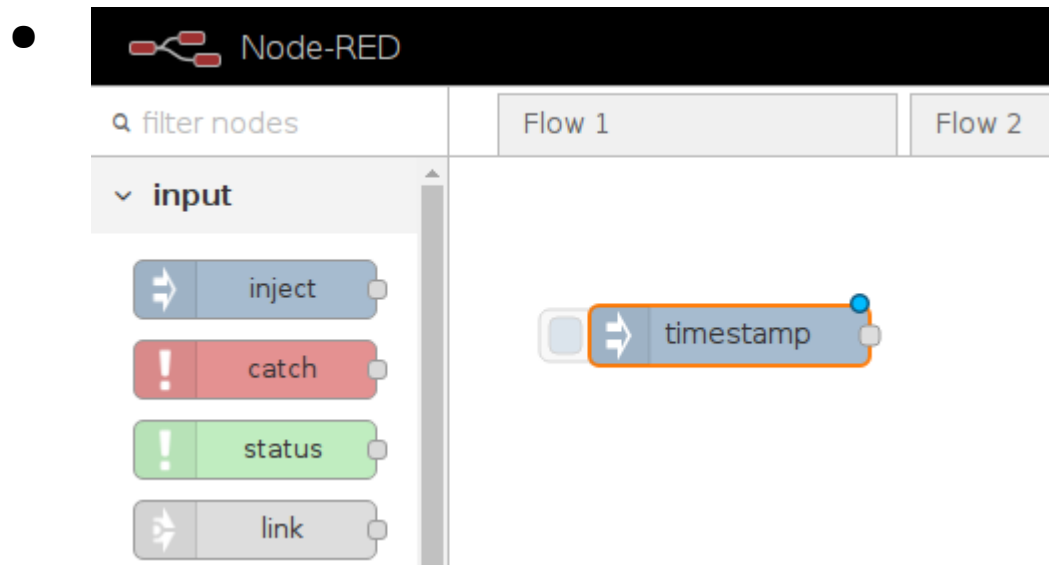 Node-RED
filter nodes
Flow 1
Flow 2
input
inject
timestamp
catch
status
link